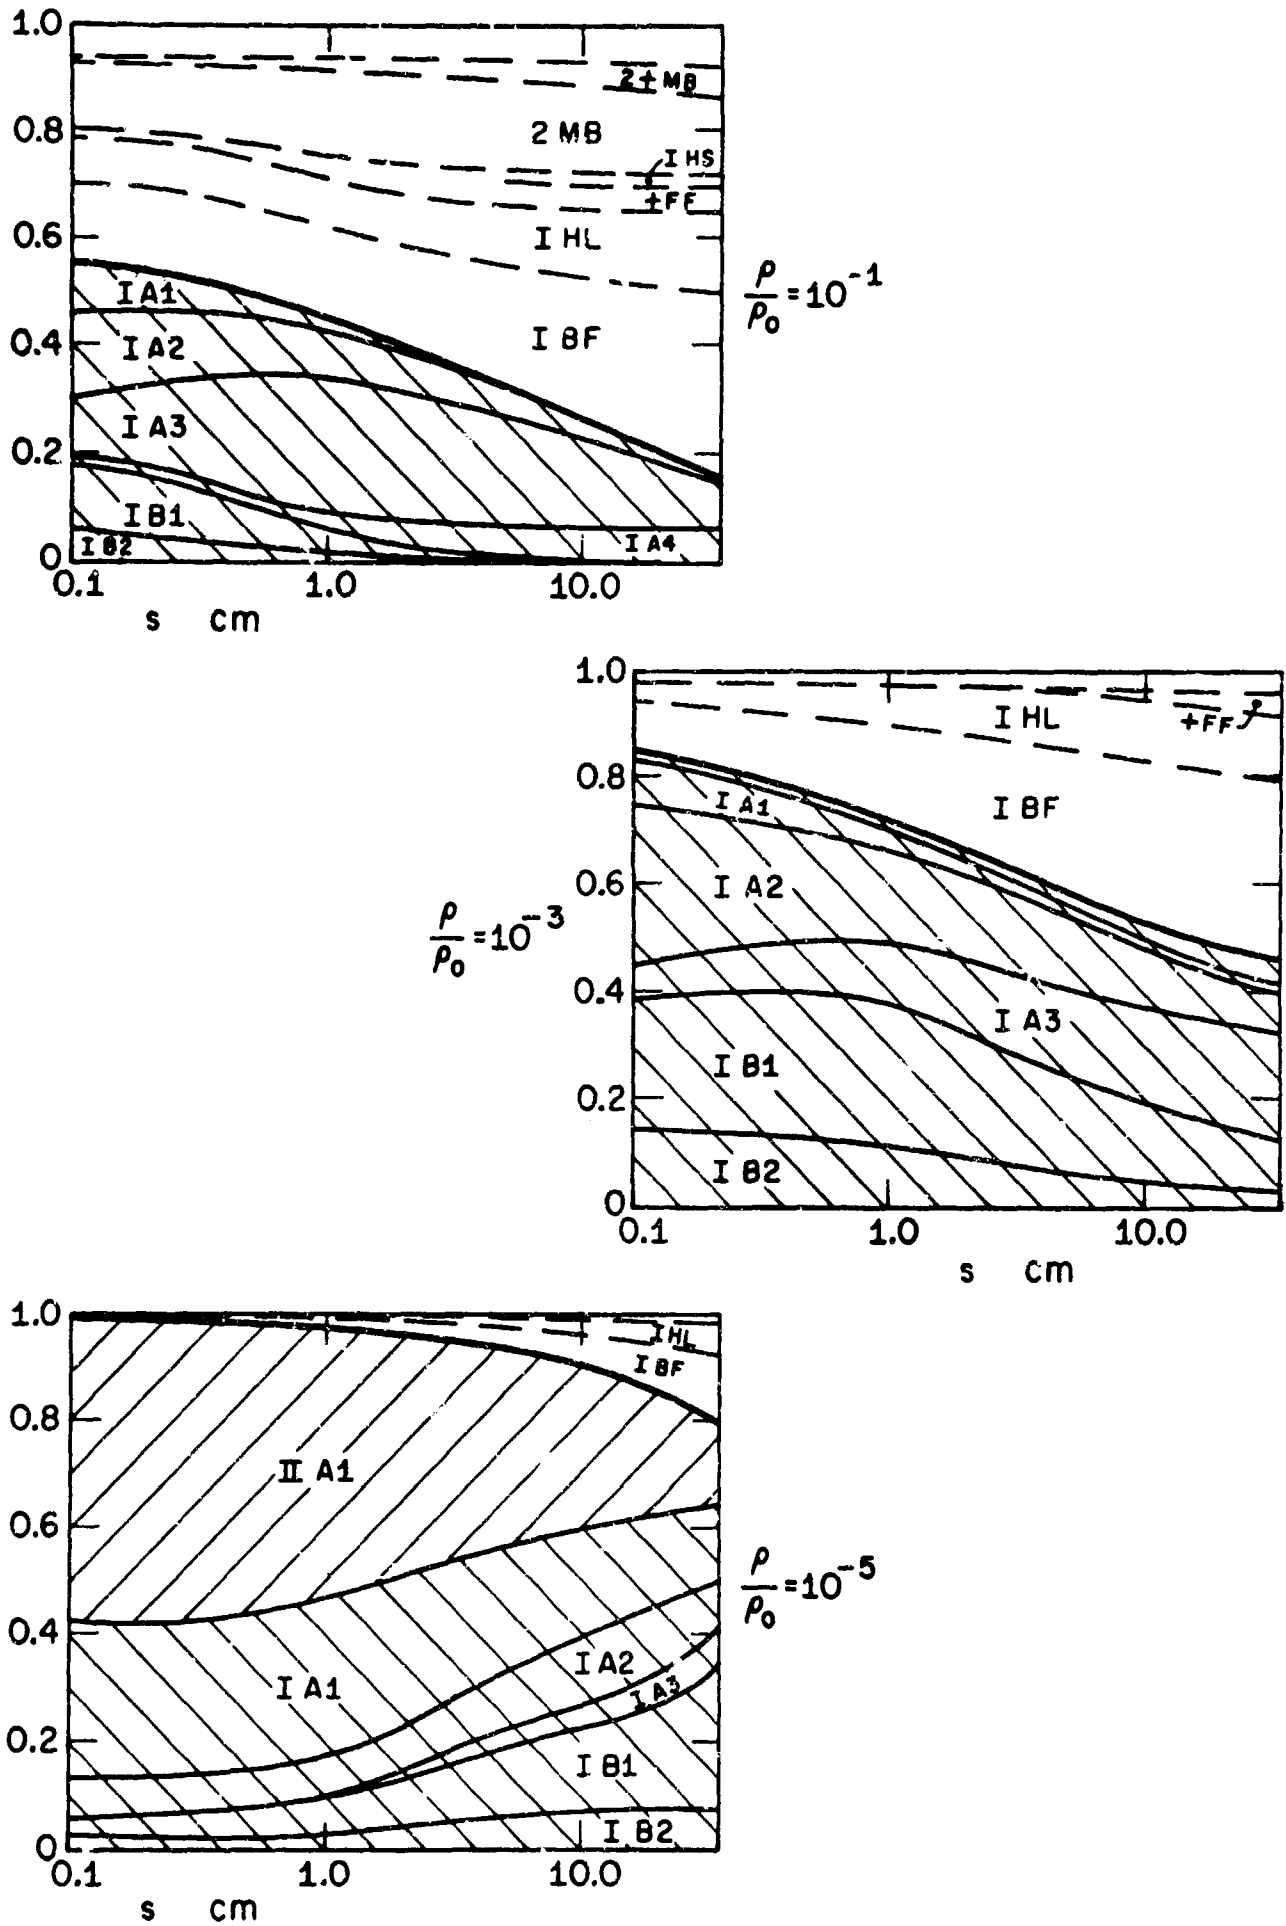 1.0
2+MB
0.8
2 MB
I HS
+FF
0.6
I HL
I A1
ρ/ρ₀ = 10⁻¹
0.4
I A2
I BF
I A3
0.2
I B1
I B2
I A4
0
0.1 1.0 10.0
s cm
1.0
I HL
+FF
0.8
I A1
I BF
0.6
I A2
ρ/ρ₀ = 10⁻³
0.4
I A3
I B1
0.2
I B2
0
0.1 1.0 10.0
s cm
1.0
I HL
I BF
0.8
II A1
0.6
ρ/ρ₀ = 10⁻⁵
0.4
I A2
I A1
I A3
0.2
I B1
I B2
0
0.1 1.0 10.0
s cm